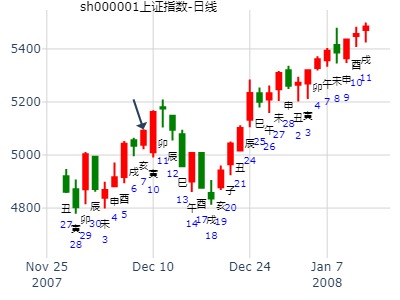 sh000001上证指数-日线
5400
5200
5000
4800
丑 寅 卯 辰 未 申 酉 戌 亥 寅 卯 辰 巳 午 酉 戌 亥 子 丑 辰 巳 午 未 申 丑 寅 卯 午 未 申 酉 戌
27 28 29 30 3 4 5 6 7 10 11 12 13 14 17 18 19 20 21 24 25 26 27 28 2 3 4 7 8 9 10 11
Nov 25 Dec 10 Dec 24 Jan 7
2007 2008